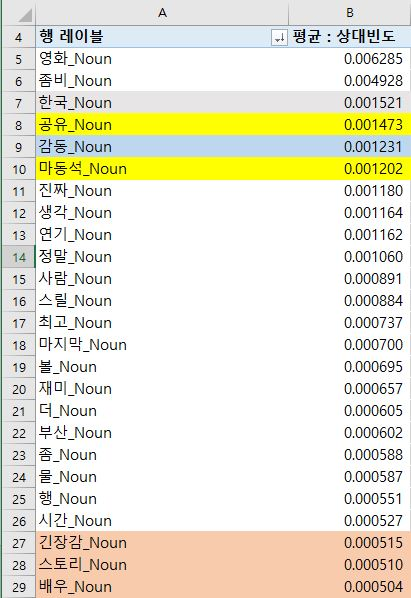 A B
4 행 레이블 평균 : 상대빈도
5 영화_Noun 0.006285
6 좀비_Noun 0.004928
7 한국_Noun 0.001521
8 공유_Noun 0.001473
9 감동_Noun 0.001231
10 마동석_Noun 0.001202
11 진짜_Noun 0.001180
12 생각_Noun 0.001164
13 연기_Noun 0.001162
14 정말_Noun 0.001060
15 사람_Noun 0.000891
16 스릴_Noun 0.000884
17 최고_Noun 0.000737
18 마지막_Noun 0.000700
19 볼_Noun 0.000695
20 재미_Noun 0.000657
21 더_Noun 0.000605
22 부산_Noun 0.000602
23 좀_Noun 0.000588
24 물_Noun 0.000587
25 행_Noun 0.000551
26 시간_Noun 0.000527
27 긴장감_Noun 0.000515
28 스토리_Noun 0.000510
29 배우_Noun 0.000504